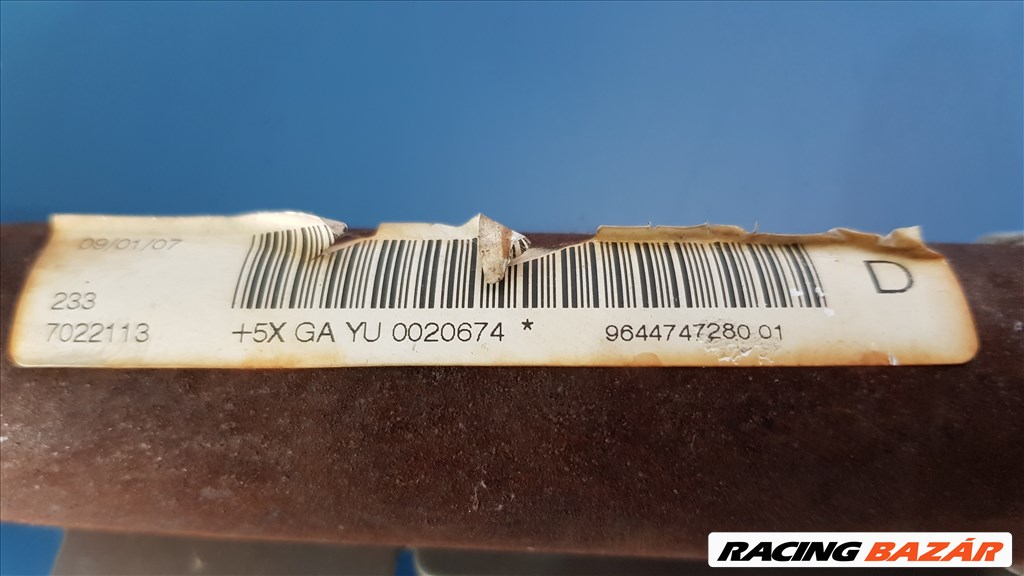 09/01/07
233
7022113
+5X GA YU 0020674 *
9644747280 01
D
RACING BAZÁR